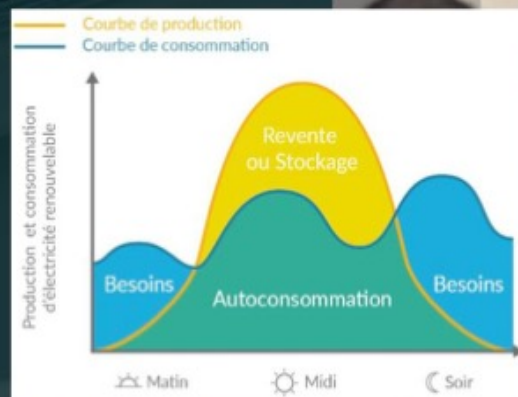 Courbe de production
Courbe de consommation
Production et consommation
d'électricité renouvelable
Revente
ou Stockage
Besoins
Autoconsommation
Besoins
Matin
Midi
Soir